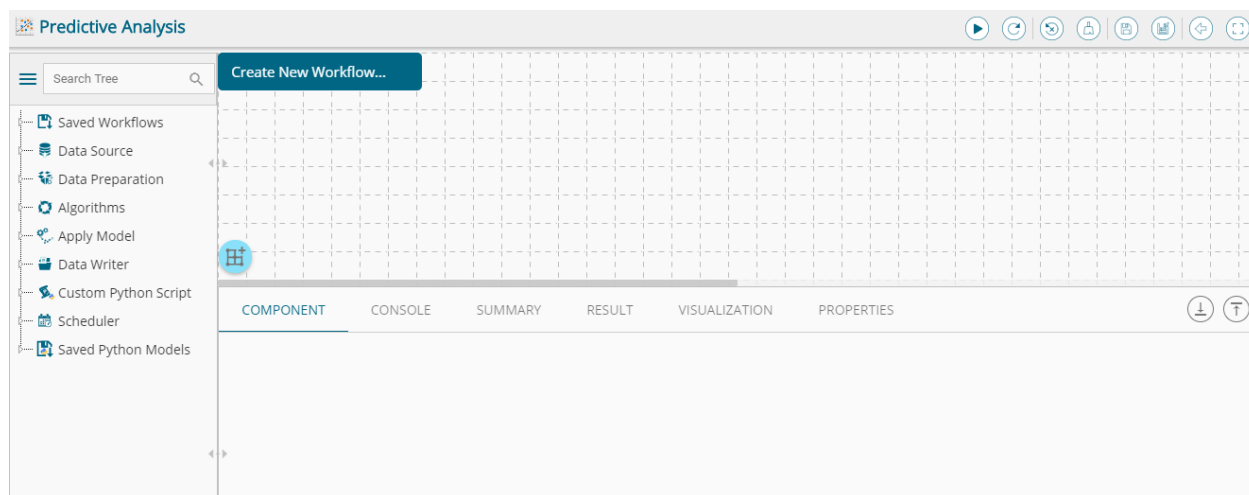 Predictive Analysis
Search Tree
Create New Workflow...
Saved Workflows
Data Source
Data Preparation
Algorithms
Apply Model
Data Writer
Custom Python Script
Scheduler
Saved Python Models
COMPONENT CONSOLE SUMMARY RESULT VISUALIZATION PROPERTIES